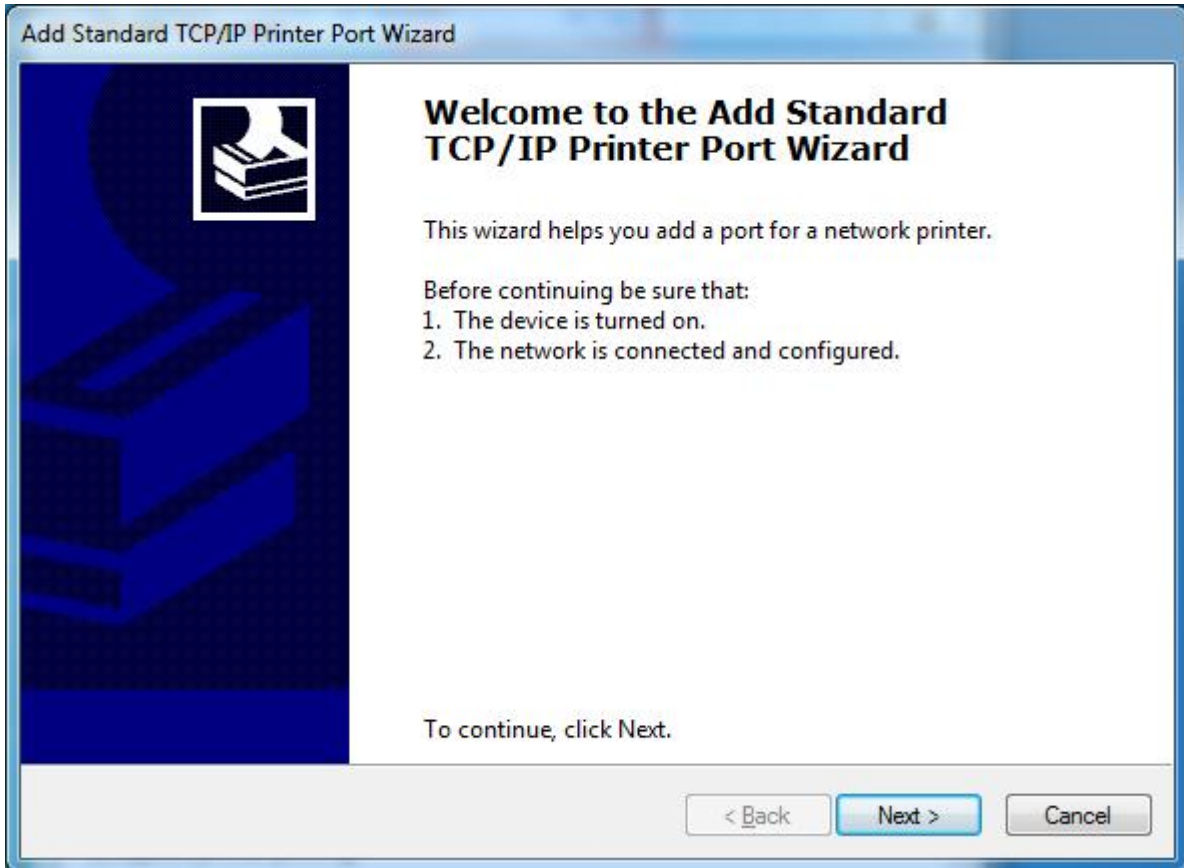 Add Standard TCP/IP Printer Port Wizard
Welcome to the Add Standard
TCP/IP Printer Port Wizard
This wizard helps you add a port for a network printer.
Before continuing be sure that:
1. The device is turned on.
2. The network is connected and configured.
To continue, click Next.
< Back Next > Cancel